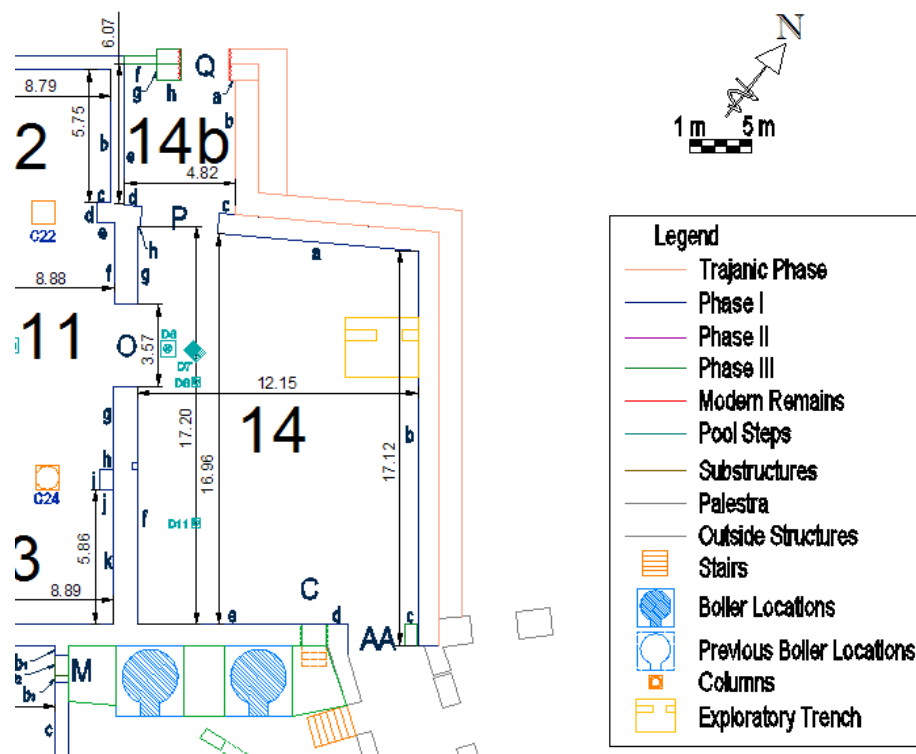 6.07
Q
N
f
g
h
a
8.79
5.75
b
b
1 m 5 m
2
14b
e
4.82
c
d
c
d
P
C22
e
h
Legend
Trajanic Phase
Phase I
Phase II
Phase III
Modern Remains
Pool Steps
Substructures
Palestra
Outside Structures
Stairs
Boiler Locations
Previous Boiler Locations
Columns
Exploratory Trench
a
f
g
8.88
11
O
3.57
D7
12.15
17.20
16.96
14
17.12
b
g
h
i
j
C24
f
D11
5.86
3
k
8.89
C
e
d
c
AA
b₁
M
b₃
c